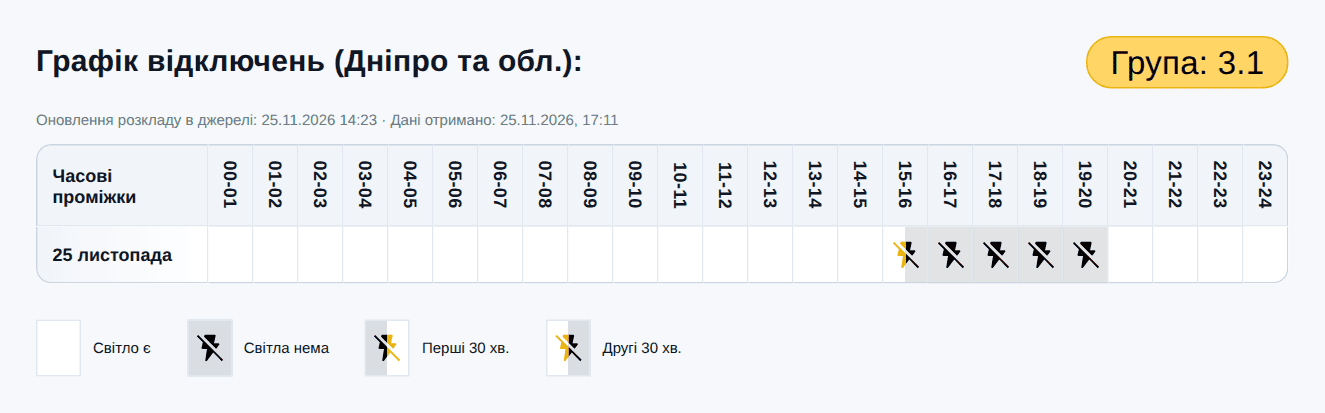 Графік відключень (Дніпро та обл.):
Група: 3.1
Оновлення розкладу в джерелі: 25.11.2026 14:23 · Дані отримано: 25.11.2026, 17:11
Часові
проміжки
00-01
01-02
02-03
03-04
04-05
05-06
06-07
07-08
08-09
09-10
10-11
11-12
12-13
13-14
14-15
15-16
16-17
17-18
18-19
19-20
20-21
21-22
22-23
23-24
25 листопада
Світло є
Світла нема
Перші 30 хв.
Другі 30 хв.